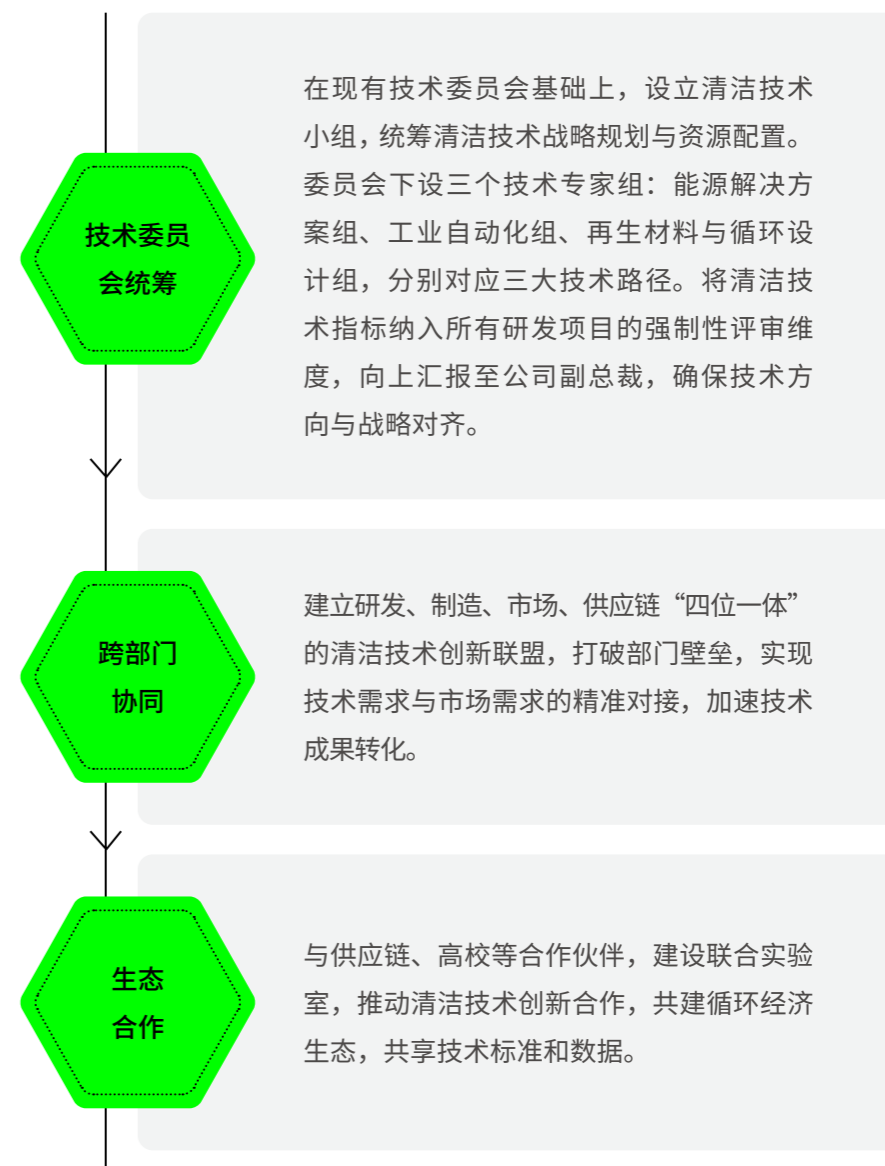 技术委员
会统筹
在现有技术委员会基础上，设立清洁技术
小组，统筹清洁技术战略规划与资源配置。
委员会下设三个技术专家组：能源解决方
案组、工业自动化组、再生材料与循环设
计组，分别对应三大技术路径。将清洁技
术指标纳入所有研发项目的强制性评审维
度，向上汇报至公司副总裁，确保技术方
向与战略对齐。
跨部门
协同
建立研发、制造、市场、供应链“四位一体”
的清洁技术创新联盟，打破部门壁垒，实现
技术需求与市场需求的精准对接，加速技术
成果转化。
生态
合作
与供应链、高校等合作伙伴，建设联合实验
室，推动清洁技术创新合作，共建循环经济
生态，共享技术标准和数据。